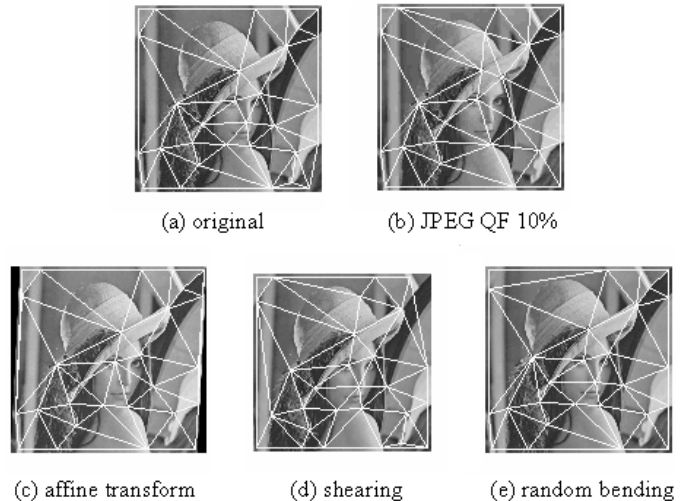 (a) original
(b) JPEG QF 10%
(c) affine transform
(d) shearing
(e) random bending